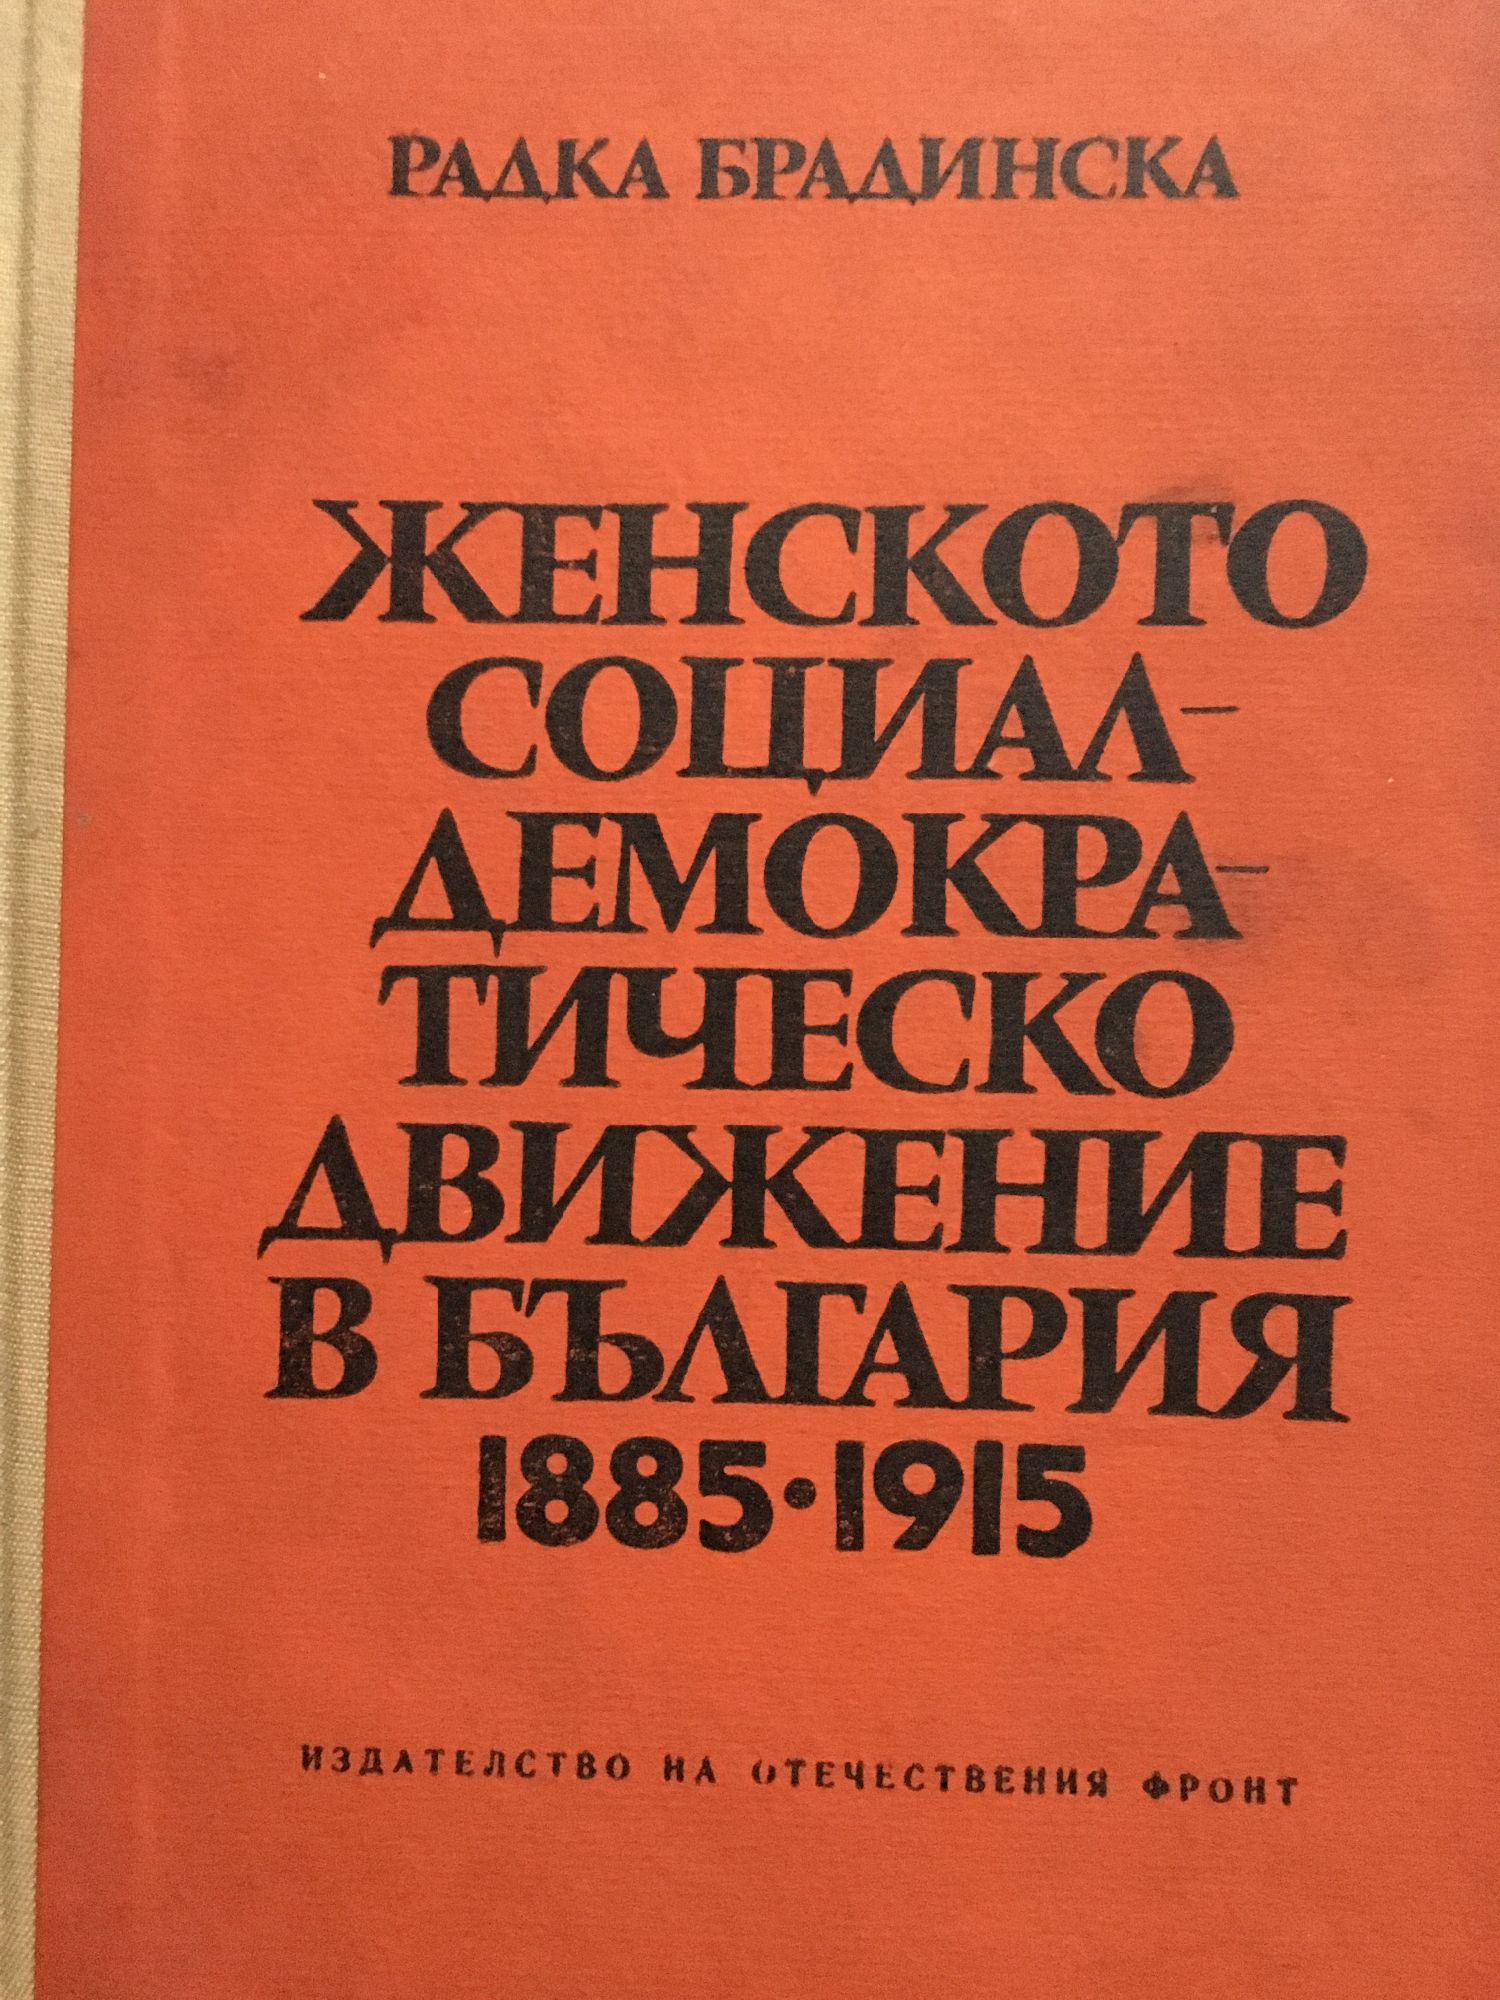 РАДКА БРАДИНСКА
ЖЕНСКОТО
СОЦИАЛ-
ДЕМОКРА-
ТИЧЕСКО
ДВИЖЕНИЕ
В БЪЛГАРИЯ
1885·1915
ИЗДАТЕЛСТВО НА ОТЕЧЕСТВЕНИЯ ФРОНТ